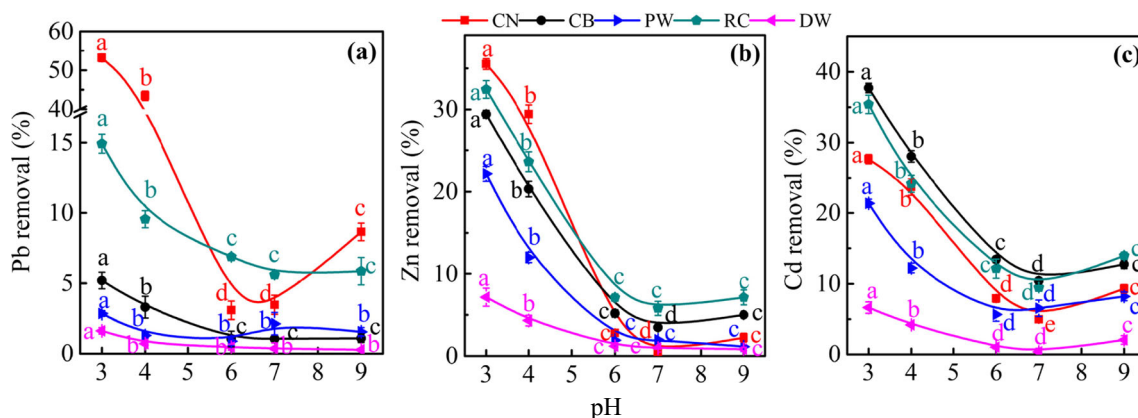 CN CB PW RC DW
(a)
Pb removal (%)
60
50
40
15
10
5
0
3 4 5 6 7 8 9
a b d d c
a b c c c
a b c c c
a b b b b
a b b b b
(b)
Zn removal (%)
30
20
10
0
3 4 5 6 7 8 9
a b c d c
a b c c c
a b c d c
a b c c c
a b c c c
(c)
Cd removal (%)
40
30
20
10
0
3 4 5 6 7 8 9
a b c d c
a b c d c
a b d e c
a b d d c
a b d d c
pH